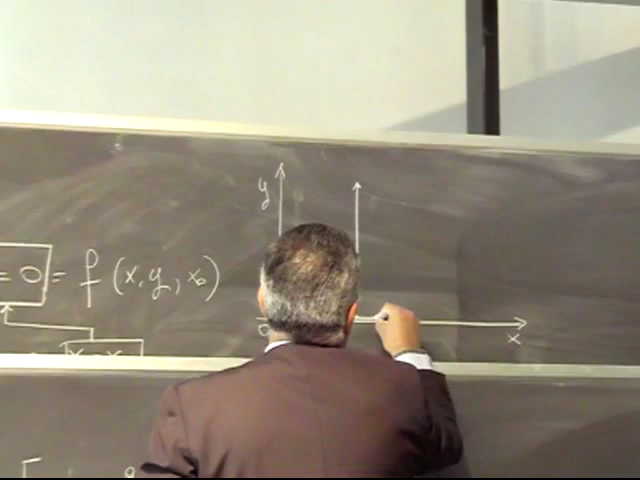 y
= 0 = f (x, y, x₀)
0
x